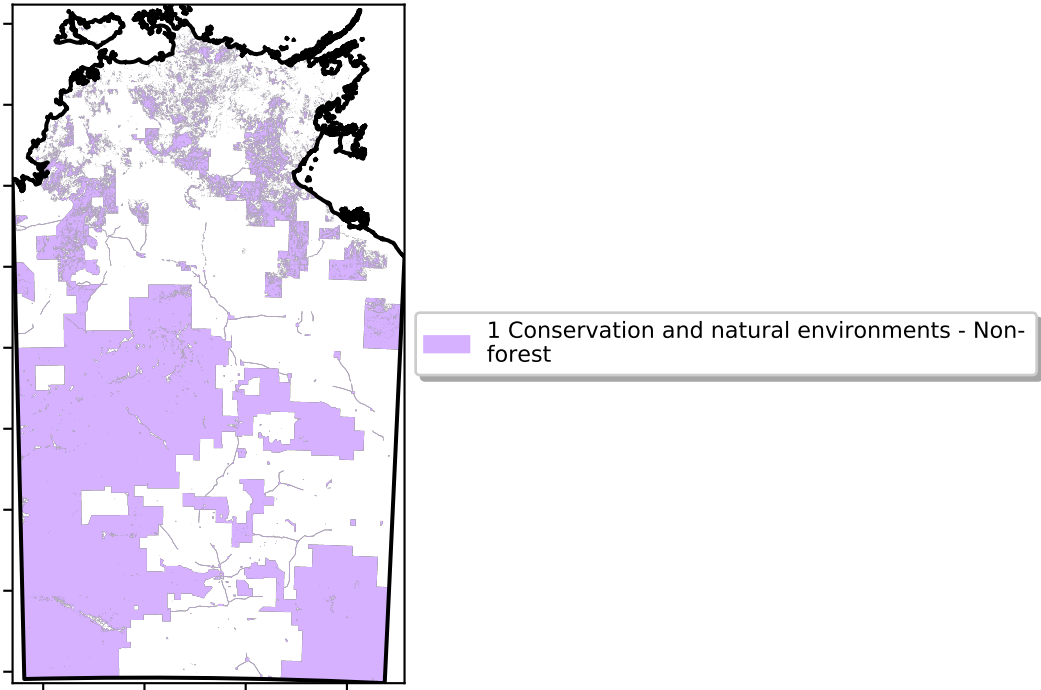 1 Conservation and natural environments - Non-
forest